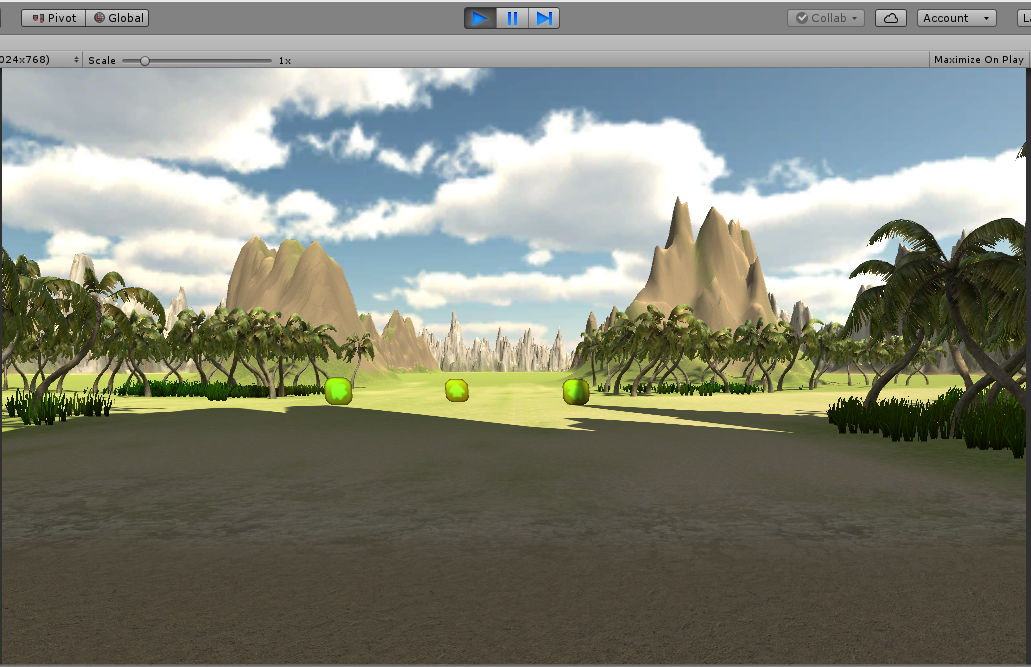 Pivot Global Collab Account
024x768) Scale 1x Maximize On Play